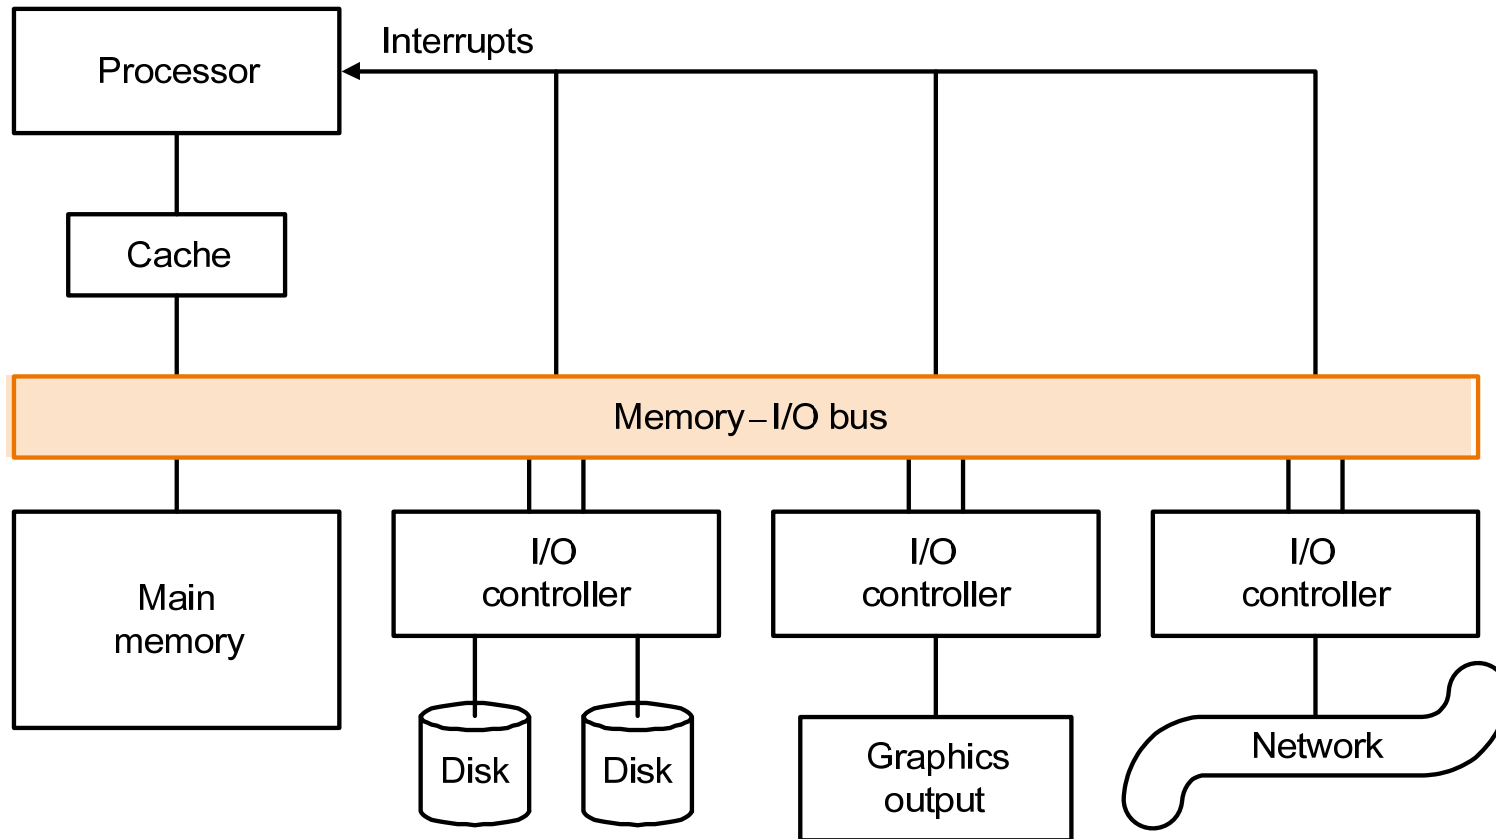 Interrupts
Processor
Cache
Memory–I/O bus
Main
memory
I/O
controller
I/O
controller
I/O
controller
Disk
Disk
Graphics
output
Network